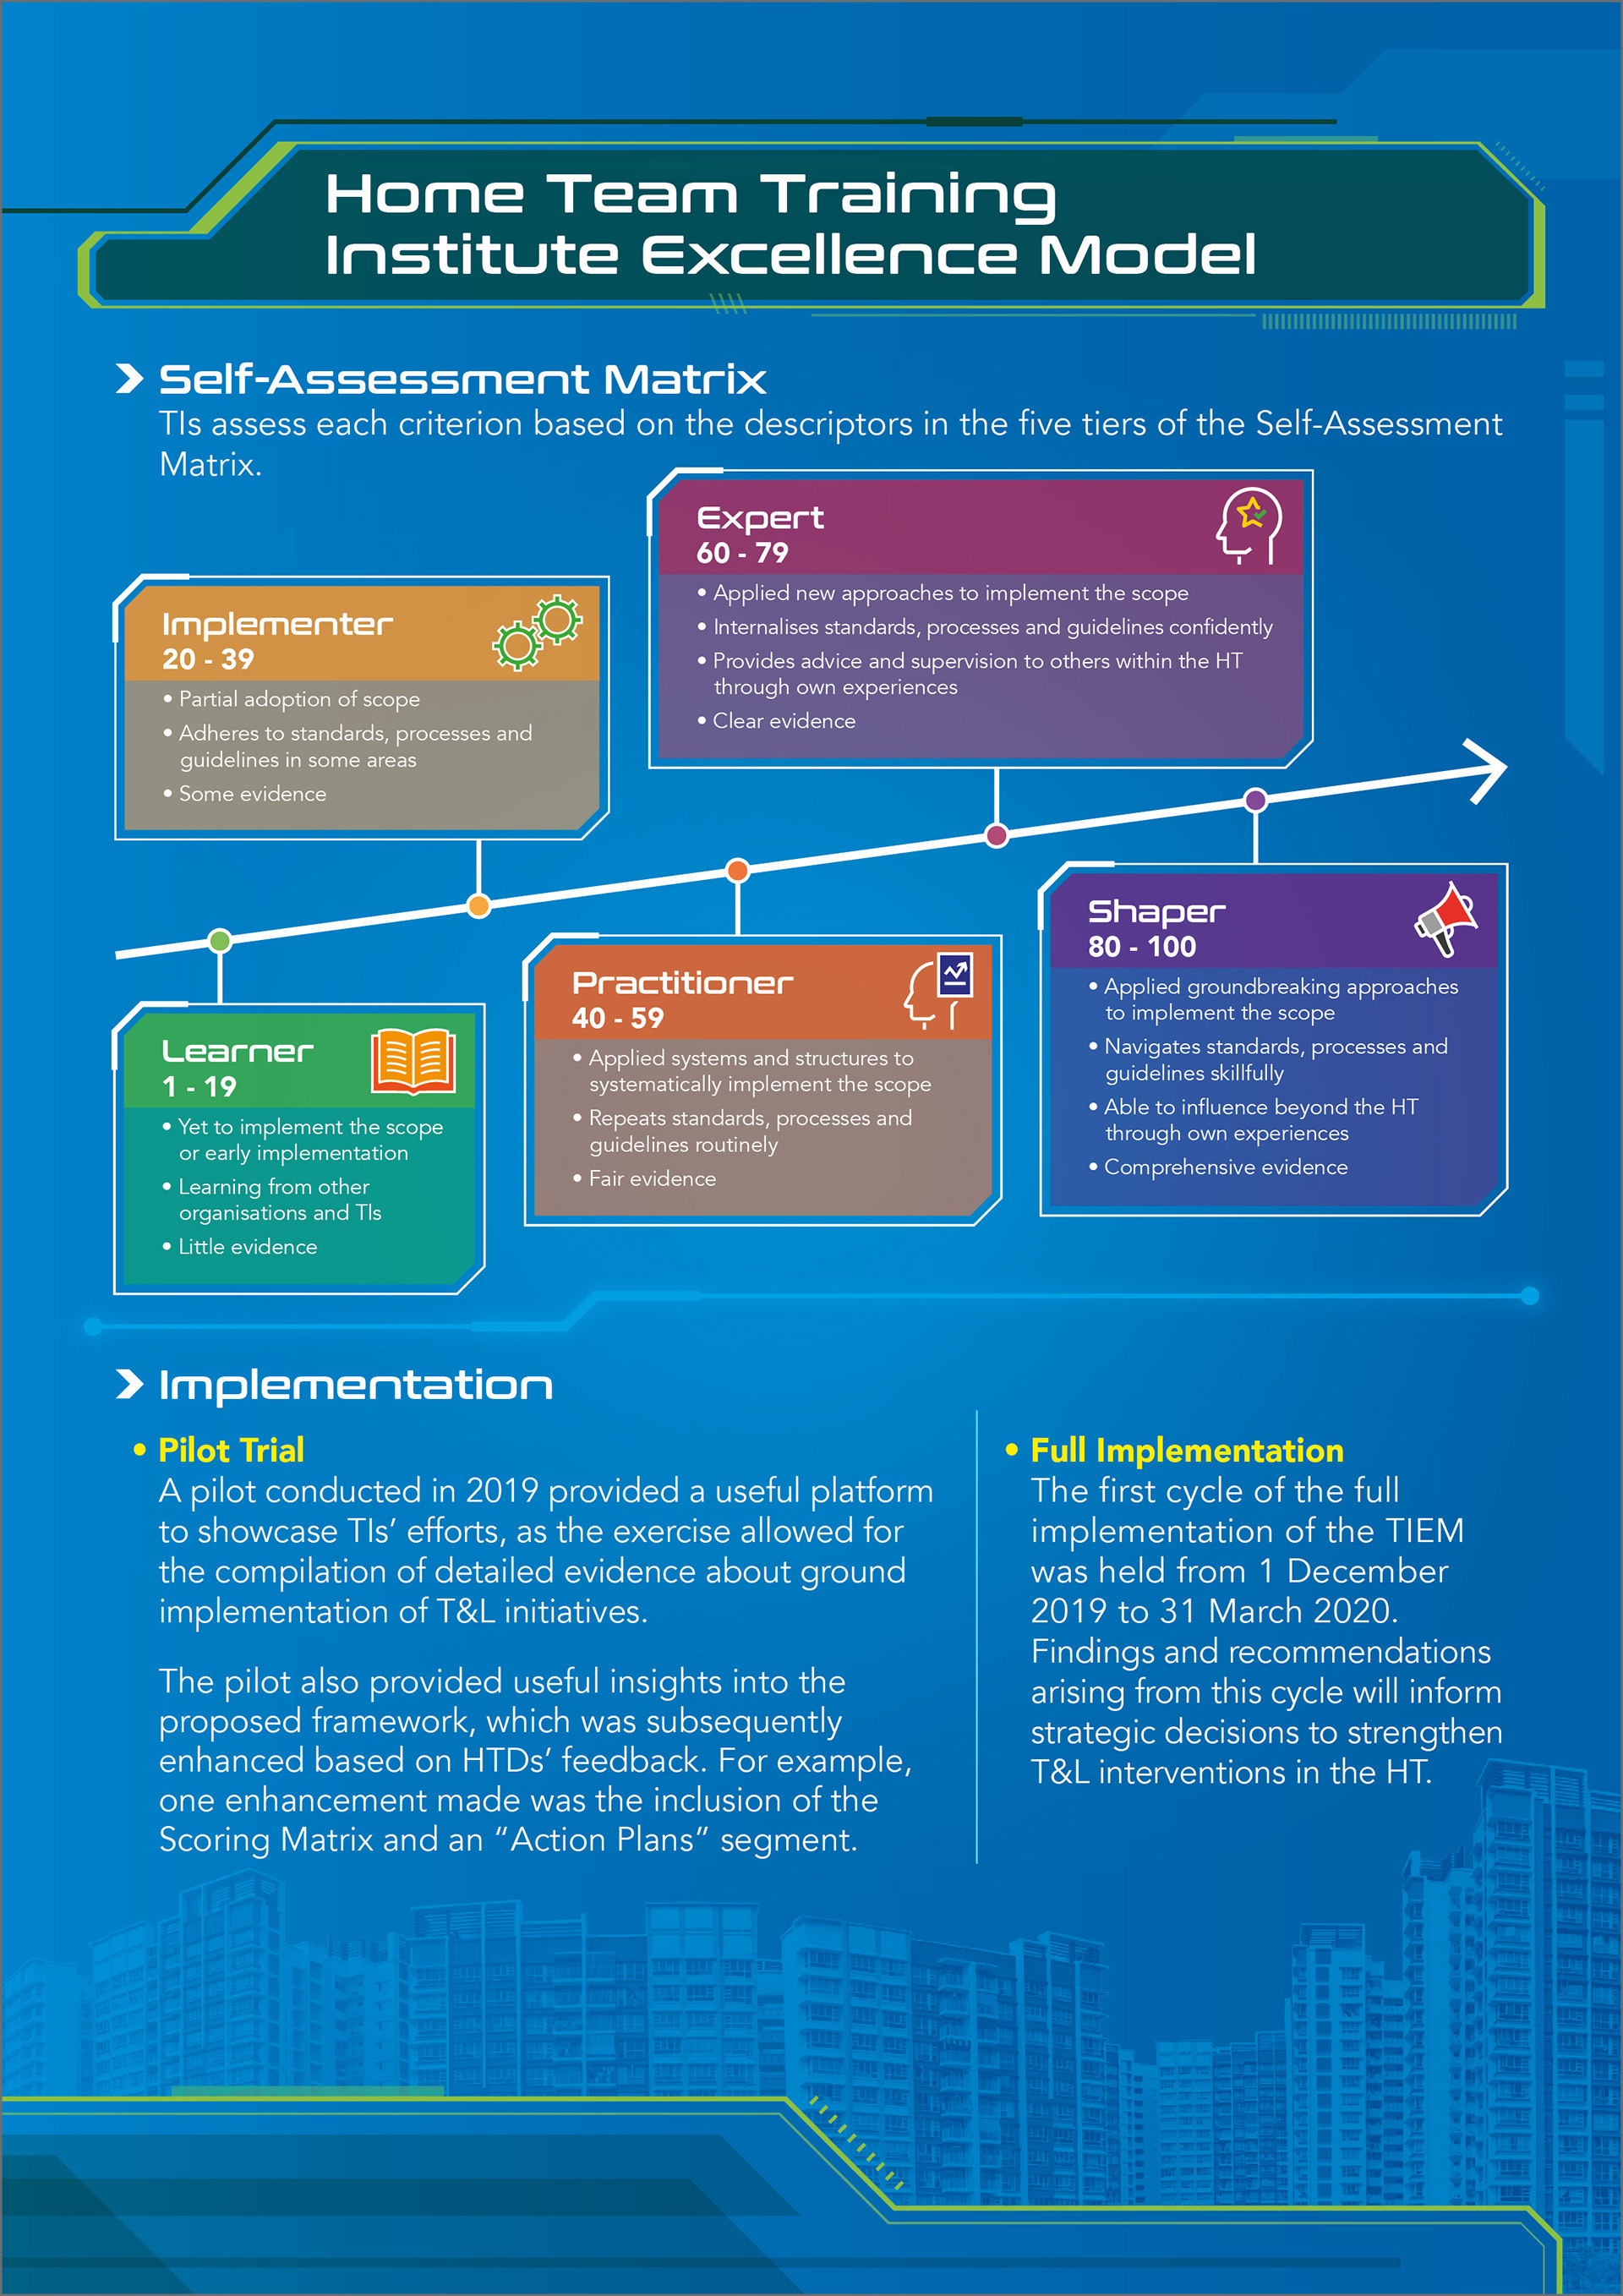 Home Team Training
Institute Excellence Model
Self-Assessment Matrix
TIs assess each criterion based on the descriptors in the five tiers of the Self-Assessment
Matrix.
Learner
1 - 19
• Yet to implement the scope
or early implementation
• Learning from other
organisations and TIs
• Little evidence
Implementer
20 - 39
• Partial adoption of scope
• Adheres to standards, processes and
guidelines in some areas
• Some evidence
Practitioner
40 - 59
• Applied systems and structures to
systematically implement the scope
• Repeats standards, processes and
guidelines routinely
• Fair evidence
Expert
60 - 79
• Applied new approaches to implement the scope
• Internalises standards, processes and guidelines confidently
• Provides advice and supervision to others within the HT
through own experiences
• Clear evidence
Shaper
80 - 100
• Applied groundbreaking approaches
to implement the scope
• Navigates standards, processes and
guidelines skillfully
• Able to influence beyond the HT
through own experiences
• Comprehensive evidence
Implementation
• Pilot Trial
A pilot conducted in 2019 provided a useful platform
to showcase TIs’ efforts, as the exercise allowed for
the compilation of detailed evidence about ground
implementation of T&L initiatives.
The pilot also provided useful insights into the
proposed framework, which was subsequently
enhanced based on HTDs’ feedback. For example,
one enhancement made was the inclusion of the
Scoring Matrix and an “Action Plans” segment.
• Full Implementation
The first cycle of the full
implementation of the TIEM
was held from 1 December
2019 to 31 March 2020.
Findings and recommendations
arising from this cycle will inform
strategic decisions to strengthen
T&L interventions in the HT.